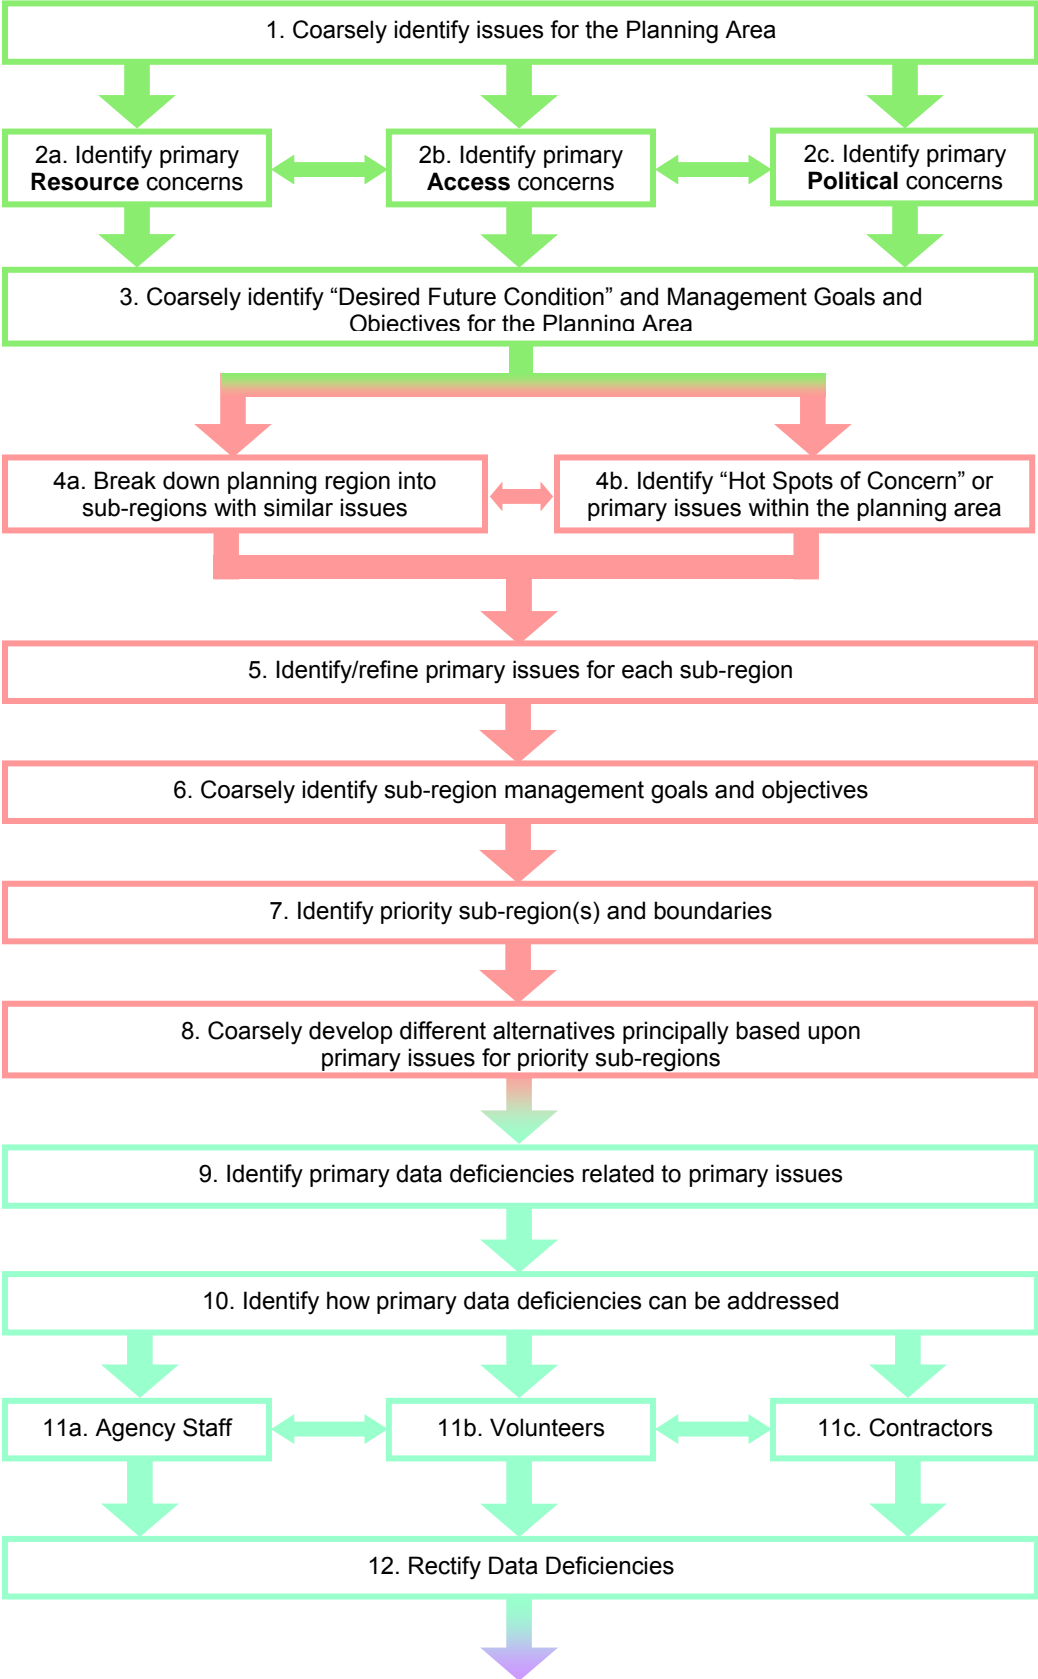 1. Coarsely identify issues for the Planning Area
2a. Identify primary
Resource concerns
2b. Identify primary
Access concerns
2c. Identify primary
Political concerns
3. Coarsely identify “Desired Future Condition” and Management Goals and
Objectives for the Planning Area
4a. Break down planning region into
sub-regions with similar issues
4b. Identify “Hot Spots of Concern” or
primary issues within the planning area
5. Identify/refine primary issues for each sub-region
6. Coarsely identify sub-region management goals and objectives
7. Identify priority sub-region(s) and boundaries
8. Coarsely develop different alternatives principally based upon
primary issues for priority sub-regions
9. Identify primary data deficiencies related to primary issues
10. Identify how primary data deficiencies can be addressed
11a. Agency Staff
11b. Volunteers
11c. Contractors
12. Rectify Data Deficiencies